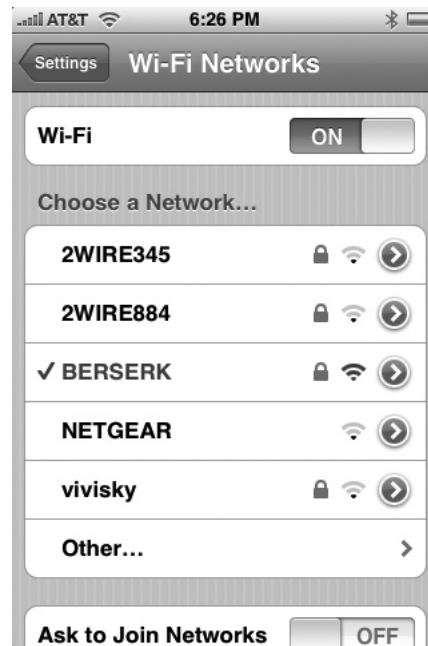 AT&T 6:26 PM
Settings Wi-Fi Networks
Wi-Fi ON
Choose a Network...
2WIRE345
2WIRE884
BERSERK
NETGEAR
vivisky
Other...
Ask to Join Networks OFF